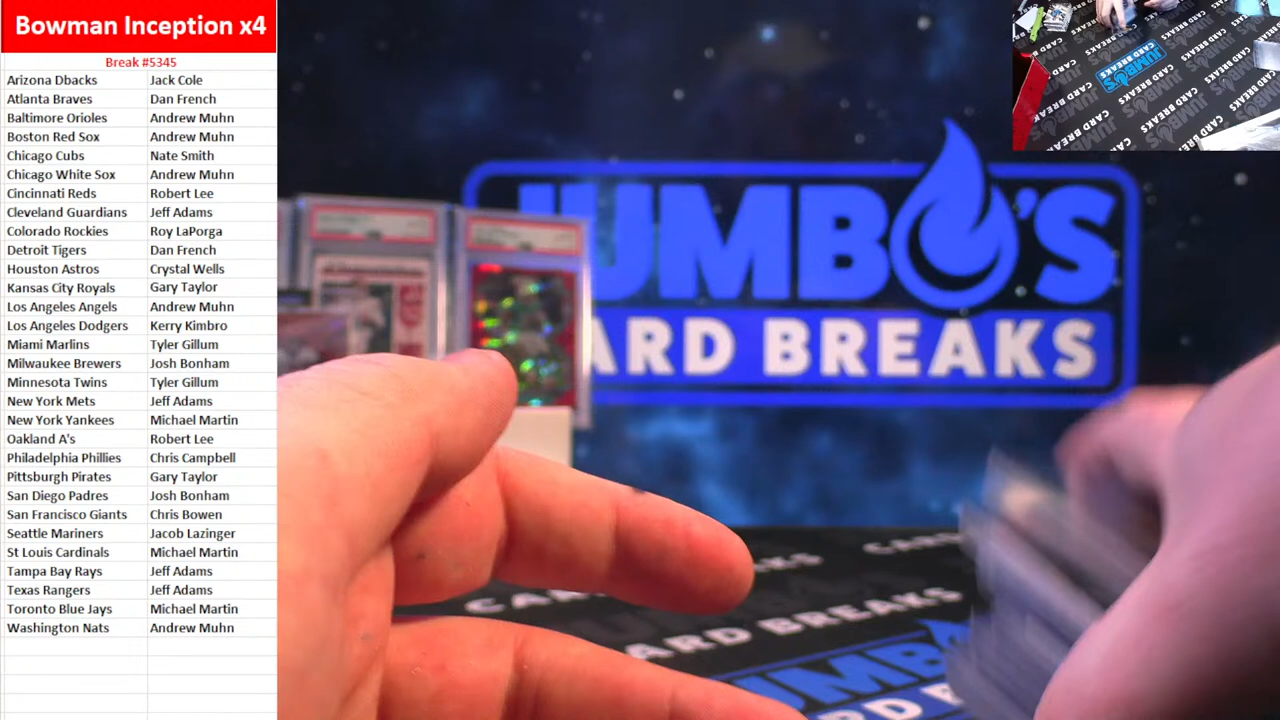 Bowman Inception x4
Break #5345
Arizona Dbacks Jack Cole
Atlanta Braves Dan French
Baltimore Orioles Andrew Muhn
Boston Red Sox Andrew Muhn
Chicago Cubs Nate Smith
Chicago White Sox Andrew Muhn
Cincinnati Reds Robert Lee
Cleveland Guardians Jeff Adams
Colorado Rockies Roy LaPorga
Detroit Tigers Dan French
Houston Astros Crystal Wells
Kansas City Royals Gary Taylor
Los Angeles Angels Andrew Muhn
Los Angeles Dodgers Kerry Kimbro
Miami Marlins Tyler Gillum
Milwaukee Brewers Josh Bonham
Minnesota Twins Tyler Gillum
New York Mets Jeff Adams
New York Yankees Michael Martin
Oakland A's Robert Lee
Philadelphia Phillies Chris Campbell
Pittsburgh Pirates Gary Taylor
San Diego Padres Josh Bonham
San Francisco Giants Chris Bowen
Seattle Mariners Jacob Lazinger
St Louis Cardinals Michael Martin
Tampa Bay Rays Jeff Adams
Texas Rangers Jeff Adams
Toronto Blue Jays Michael Martin
Washington Nats Andrew Muhn
JUMBO'S
CARD BREAKS
CARD BREAKS
JUMBO'S
CARD BREAKS